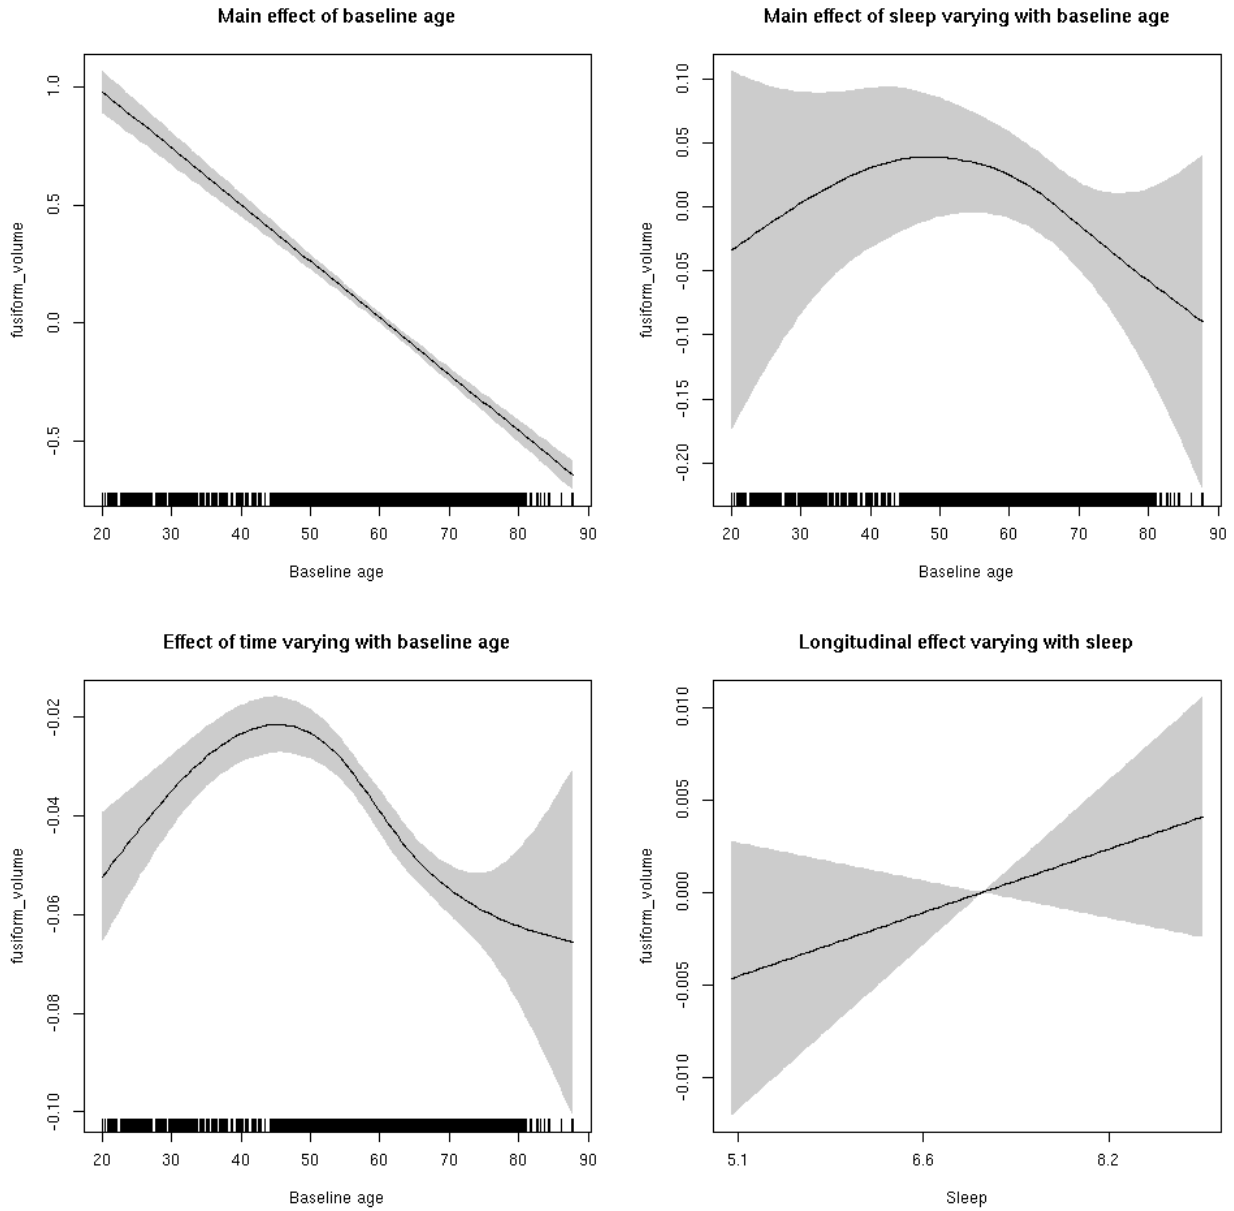 Main effect of baseline age
fusiform_volume
1.0
0.5
0.0
-0.5
20 30 40 50 60 70 80 90
Baseline age
Main effect of sleep varying with baseline age
fusiform_volume
0.10
0.05
0.00
-0.05
-0.10
-0.15
-0.20
20 30 40 50 60 70 80 90
Baseline age
Effect of time varying with baseline age
fusiform_volume
-0.02
-0.04
-0.06
-0.08
-0.10
20 30 40 50 60 70 80 90
Baseline age
Longitudinal effect varying with sleep
fusiform_volume
0.010
0.005
0.000
-0.005
-0.010
5.1 6.6 8.2
Sleep